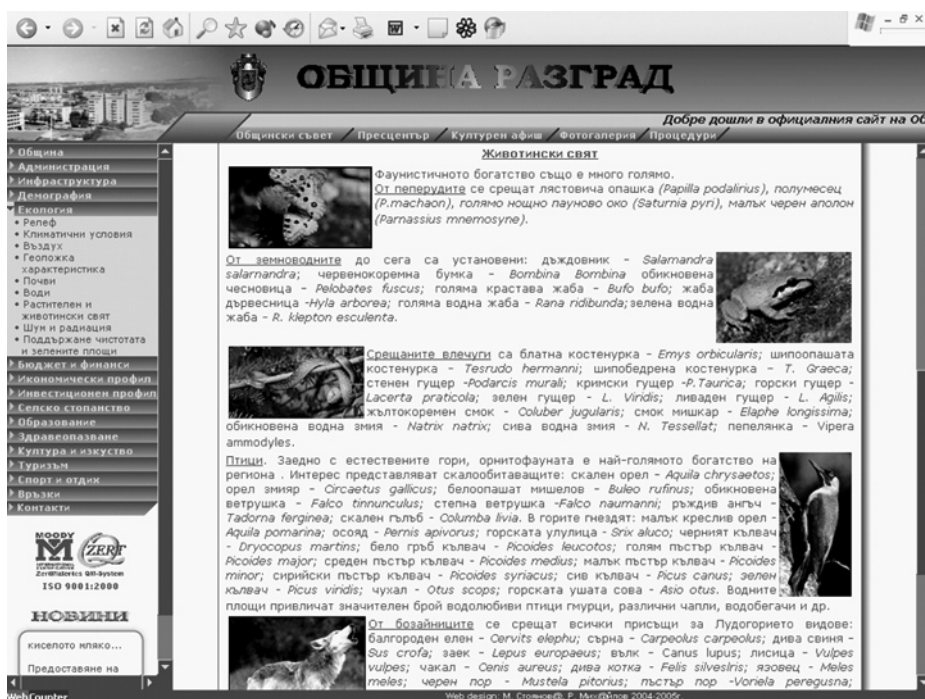 ОБЩИНА РАЗГРАД
Добре дошли в официалния сайт на Об
Общински съвет
Пресцентър
Културен афиш
Фотогалерия
Процедури
Община
Администрация
Инфраструктура
Демография
Екология
• Релеф
• Климатични условия
• Въздух
• Геоложка
характеристика
• Почви
• Води
• Растителен и
животински свят
• Шум и радиация
• Поддържане чистотата
и зелените площи
Бюджет и финанси
Икономически профил
Инвестиционен профил
Селско стопанство
Образование
Здравеопазване
Култура и изкуство
Туризъм
Спорт и отдих
Връзки
Контакти
MOODY
ZERT
ISO 9001:2000
НОВИНИ
киселото мляко...
Предоставяне на
WebCounter
Животински свят
Фаунистичното богатство също е много голямо.
От пеперудите се срещат лястовича опашка (Papilla podalirius), полумесец
(P.machaon), голямо нощно пауново око (Saturnia pyri), малък черен аполон
(Parnassius mnemosyne).
От земноводните до сега са установени: дъждовник - Salamandra
salamandra; червенокоремна бумка - Bombina Bombina обикновена
чесновица - Pelobates fuscus; голяма крастава жаба - Bufo bufo; жаба
дървесница -Hyla arborea; голяма водна жаба - Rana ridibunda;зелена водна
жаба - R. klepton esculenta.
Срещаните влечуги са блатна костенурка - Emys orbicularis; шипоопашата
костенурка - Tesrudo hermanni; шипобедрена костенурка - T. Graeca;
стенен гущер -Podarcis murali; кримски гущер -P.Taurica; горски гущер -
Lacerta praticola; зелен гущер - L. Viridis; ливаден гущер - L. Agilis;
жълтокоремен смок - Coluber jugularis; смок мишкар - Elaphe longissima;
обикновена водна змия - Natrix natrix; сива водна змия - N. Tessellat; пепелянка - Vipera
ammodyles.
Птици. Заедно с естествените гори, орнитофауната е най-голямото богатство на
региона . Интерес представляват скалообитаващите: скален орел - Aquila chrysaetos;
орел змияр - Circaetus gallicus; белоопашат мишелов - Buleo rufinus; обикновена
ветрушка - Falco tinnunculus; степна ветрушка -Falco naumanni; ръждив ангъч -
Tadorna ferginea; скален гълъб - Columba livia. В горите гнездят: малък креслив орел -
Aquila pomarina; осояд - Pernis apivorus; горската улулица - Srix aluco; черният кълвач
- Dryocopus martins; бело гръб кълвач - Picoides leucotos; голям пъстър кълвач -
Picoides major; среден пъстър кълвач - Picoides medius; малък пъстър кълвач - Picoides
minor; сирийски пъстър кълвач - Picoides syriacus; сив кълвач - Picus canus; зелен
кълвач - Picus viridis; чухал - Otus scops; горската ушата сова - Asio otus. Водните
площи привличат значителен брой водолюбиви птици гмурци, различни чапли, водобегачи и др.
От бозайниците се срещат всички присъщи за Лудогорието видове:
балгороден елен - Cervits elephu; сърна - Carpeolus carpeolus; дива свиня -
Sus crofa; заек - Lepus europaeus; вълк - Canus lupus; лисица - Vulpes
vulpes; чакал - Cenis aureus; дива котка - Felis silvesIris; язовец - Meles
meles; черен пор - Mustela pitorius; пъстър пор -Voriela peregusna;
Web design: М. Стоянов@, Р. Мих@йлов 2004-2005г.